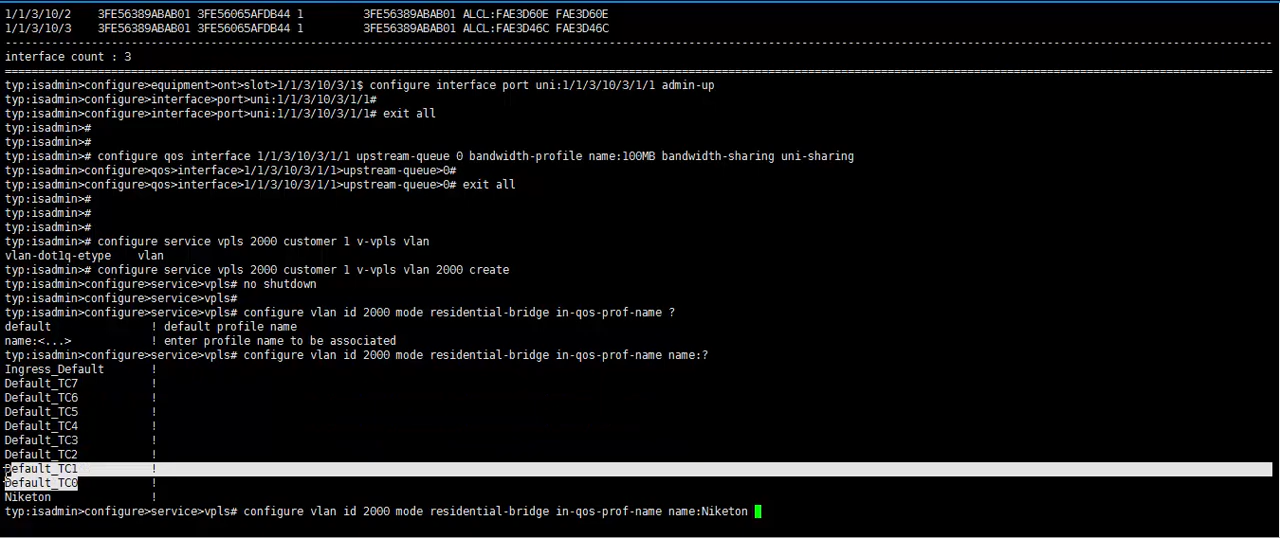 1/1/3/10/2    3FE56389ABAB01 3FE56065AFDB44 1         3FE56389ABAB01 ALCL:FAE3D60E FAE3D60E
1/1/3/10/3    3FE56389ABAB01 3FE56065AFDB44 1         3FE56389ABAB01 ALCL:FAE3D46C FAE3D46C
interface count : 3
typ:isadmin>configure>equipment>ont>slot>1/1/3/10/3/1$ configure interface port uni:1/1/3/10/3/1/1 admin-up
typ:isadmin>configure>interface>port>uni:1/1/3/10/3/1/1#
typ:isadmin>configure>interface>port>uni:1/1/3/10/3/1/1# exit all
typ:isadmin>#
typ:isadmin>#
typ:isadmin># configure qos interface 1/1/3/10/3/1/1 upstream-queue 0 bandwidth-profile name:100MB bandwidth-sharing uni-sharing
typ:isadmin>configure>qos>interface>1/1/3/10/3/1/1>upstream-queue>0#
typ:isadmin>configure>qos>interface>1/1/3/10/3/1/1>upstream-queue>0# exit all
typ:isadmin>#
typ:isadmin>#
typ:isadmin>#
typ:isadmin># configure service vpls 2000 customer 1 v-vpls vlan
vlan-dot1q-etype    vlan
typ:isadmin># configure service vpls 2000 customer 1 v-vpls vlan 2000 create
typ:isadmin>configure>service>vpls# no shutdown
typ:isadmin>configure>service>vpls#
typ:isadmin>configure>service>vpls# configure vlan id 2000 mode residential-bridge in-qos-prof-name ?
default               ! default profile name
name:<...>            ! enter profile name to be associated
typ:isadmin>configure>service>vpls# configure vlan id 2000 mode residential-bridge in-qos-prof-name name:?
Ingress_Default       !
Default_TC7           !
Default_TC6           !
Default_TC5           !
Default_TC4           !
Default_TC3           !
Default_TC2           !
Default_TC1           !
Default_TC0           !
Niketon               !
typ:isadmin>configure>service>vpls# configure vlan id 2000 mode residential-bridge in-qos-prof-name name:Niketon